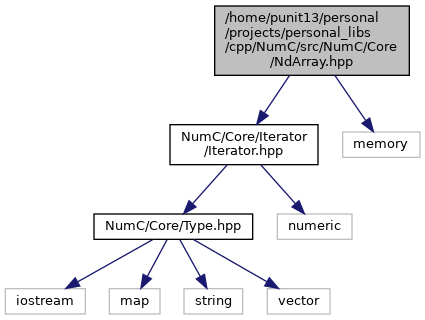 /home/punit13/personal
/projects/personal_libs
/cpp/NumC/src/NumC/Core
/NdArray.hpp
NumC/Core/Iterator
/Iterator.hpp
memory
NumC/Core/Type.hpp
numeric
iostream
map
string
vector